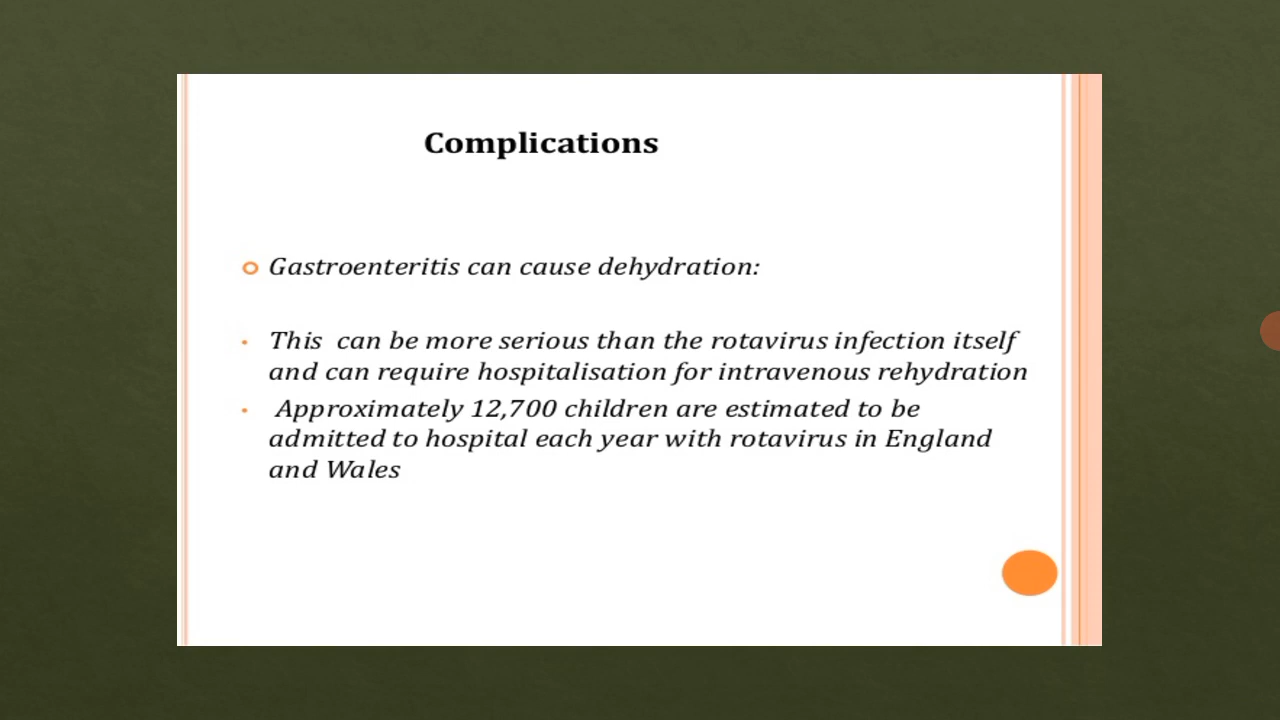 Complications
Gastroenteritis can cause dehydration:
This can be more serious than the rotavirus infection itself
and can require hospitalisation for intravenous rehydration
Approximately 12,700 children are estimated to be
admitted to hospital each year with rotavirus in England
and Wales